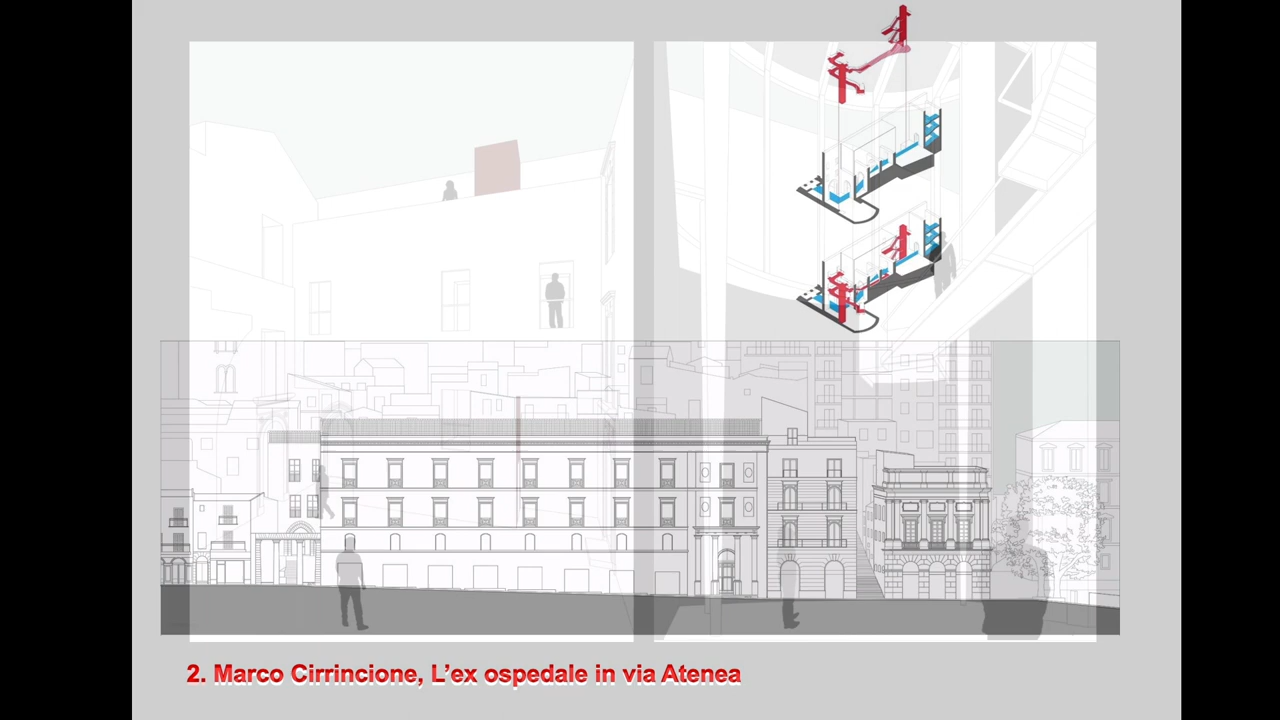 2. Marco Cirrincione, L’ex ospedale in via Atenea